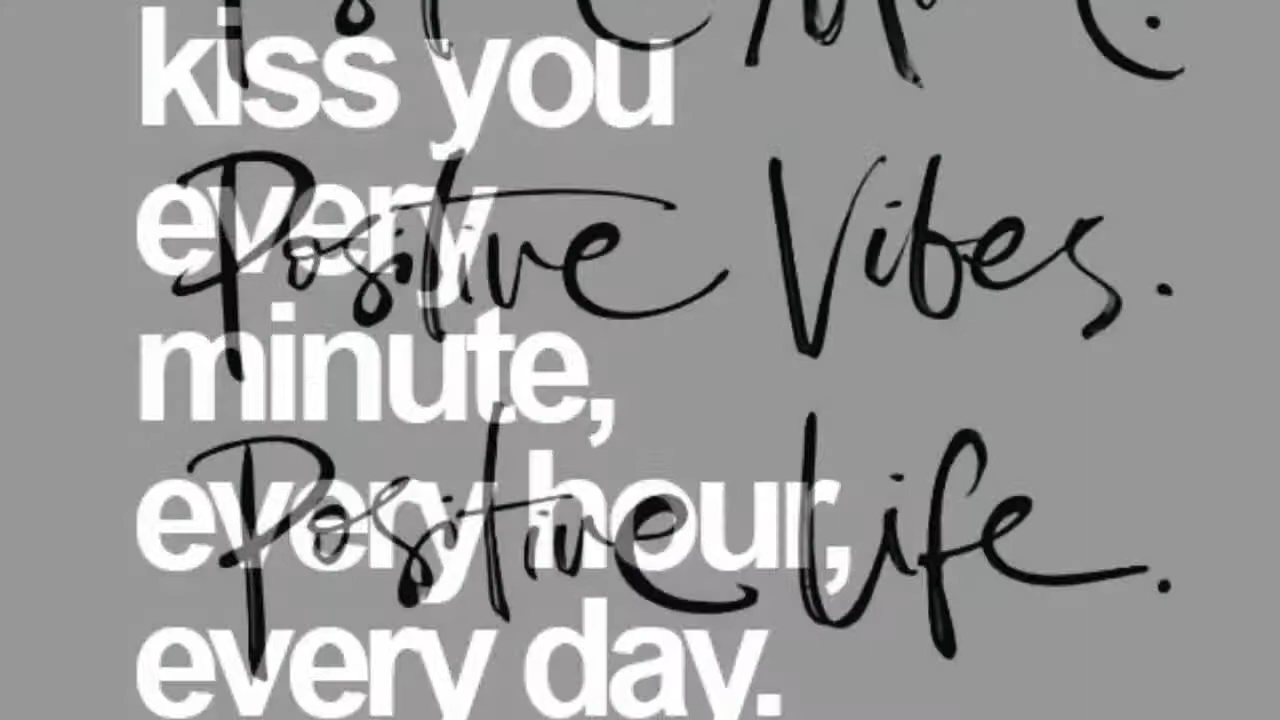 kiss you
every
Positive Vibes.
minute,
every hour,
Positive Life.
every day.